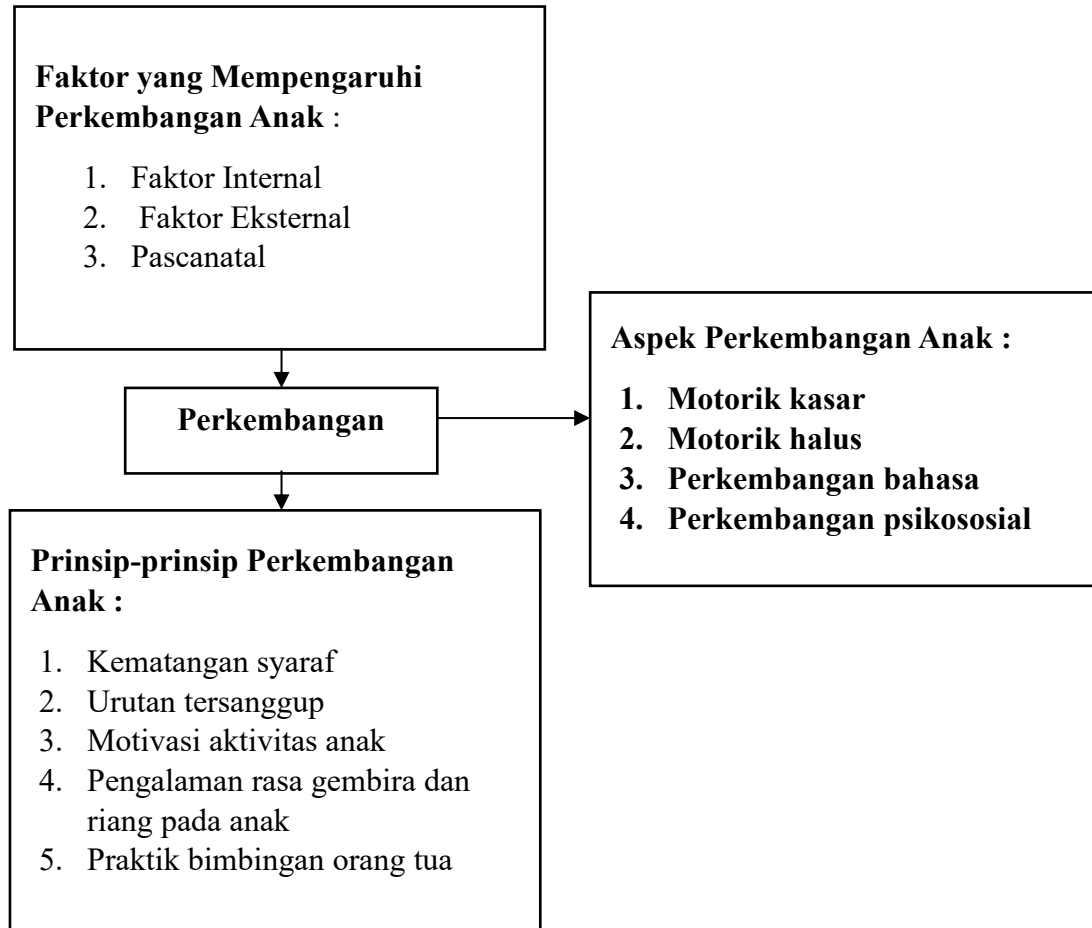 Faktor yang Mempengaruhi
Perkembangan Anak :
1. Faktor Internal
2. Faktor Eksternal
3. Pascanatal
Perkembangan
Aspek Perkembangan Anak :
1. Motorik kasar
2. Motorik halus
3. Perkembangan bahasa
4. Perkembangan psikososial
Prinsip-prinsip Perkembangan
Anak :
1. Kematangan syaraf
2. Urutan tersanggup
3. Motivasi aktivitas anak
4. Pengalaman rasa gembira dan
riang pada anak
5. Praktik bimbingan orang tua